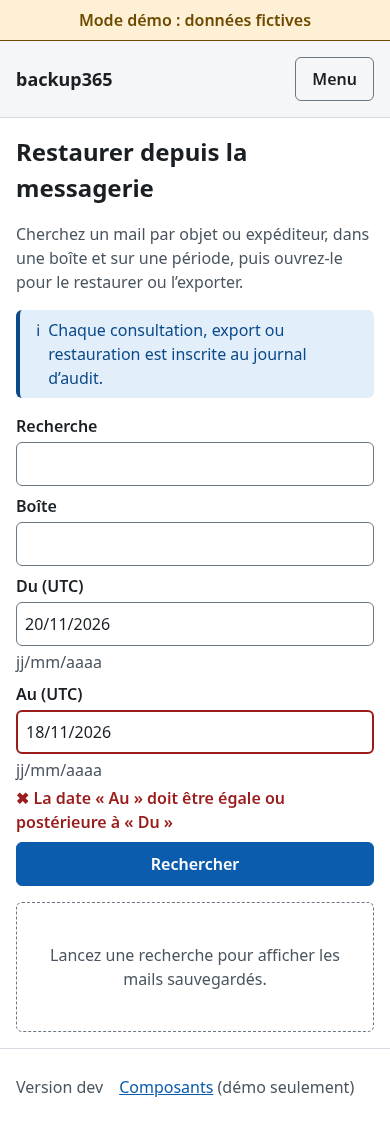 Mode démo : données fictives
backup365
Menu
Restaurer depuis la
messagerie
Cherchez un mail par objet ou expéditeur, dans
une boîte et sur une période, puis ouvrez-le
pour le restaurer ou l’exporter.
i Chaque consultation, export ou
restauration est inscrite au journal
d’audit.
Recherche
Boîte
Du (UTC)
20/11/2026
jj/mm/aaaa
Au (UTC)
18/11/2026
jj/mm/aaaa
✖ La date « Au » doit être égale ou
postérieure à « Du »
Rechercher
Lancez une recherche pour afficher les
mails sauvegardés.
Version dev Composants (démo seulement)